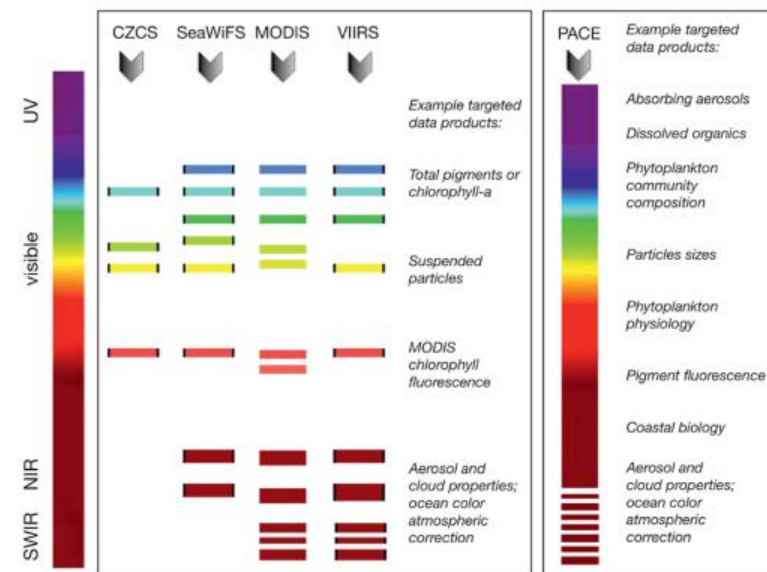 CZCS SeaWiFS MODIS VIIRS
UV
visible
NIR
SWIR
Example targeted
data products:
Total pigments or
chlorophyll-a
Suspended
particles
MODIS
chlorophyll
fluorescence
Aerosol and
cloud properties;
ocean color
atmospheric
correction
PACE
Example targeted
data products:
Absorbing aerosols
Dissolved organics
Phytoplankton
community
composition
Particles sizes
Phytoplankton
physiology
Pigment fluorescence
Coastal biology
Aerosol and
cloud properties;
ocean color
atmospheric
correction